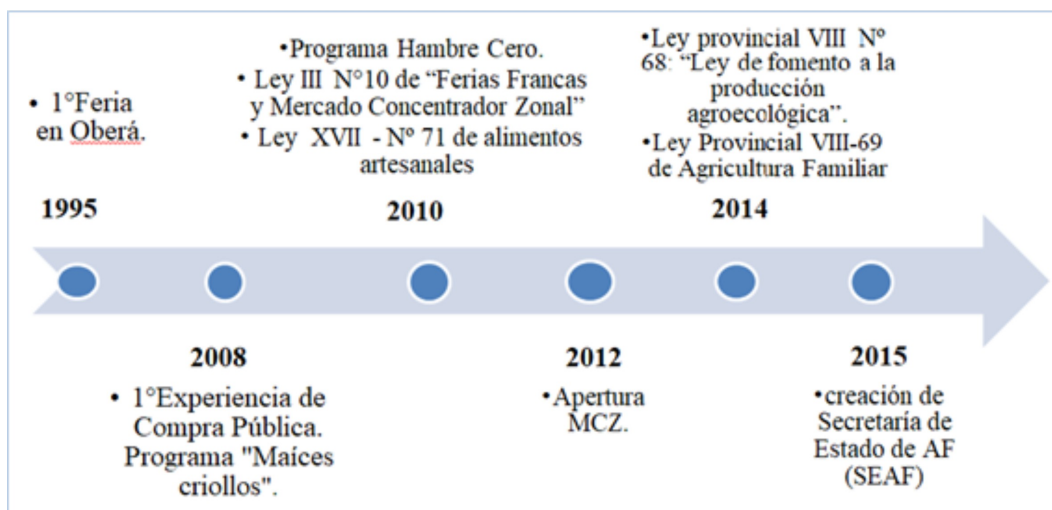 • 1°Feria
en Oberá.
1995
•Programa Hambre Cero.
• Ley III N°10 de “Ferias Francas
y Mercado Concentrador Zonal”
• Ley XVII - Nº 71 de alimentos
artesanales
2010
•Ley provincial VIII Nº
68: “Ley de fomento a la
producción
agroecológica”.
•Ley Provincial VIII-69
de Agricultura Familiar
2014
2008
• 1°Experiencia de
Compra Pública.
Programa "Maíces
criollos".
2012
•Apertura
MCZ.
2015
•creación de
Secretaría de
Estado de AF
(SEAF)